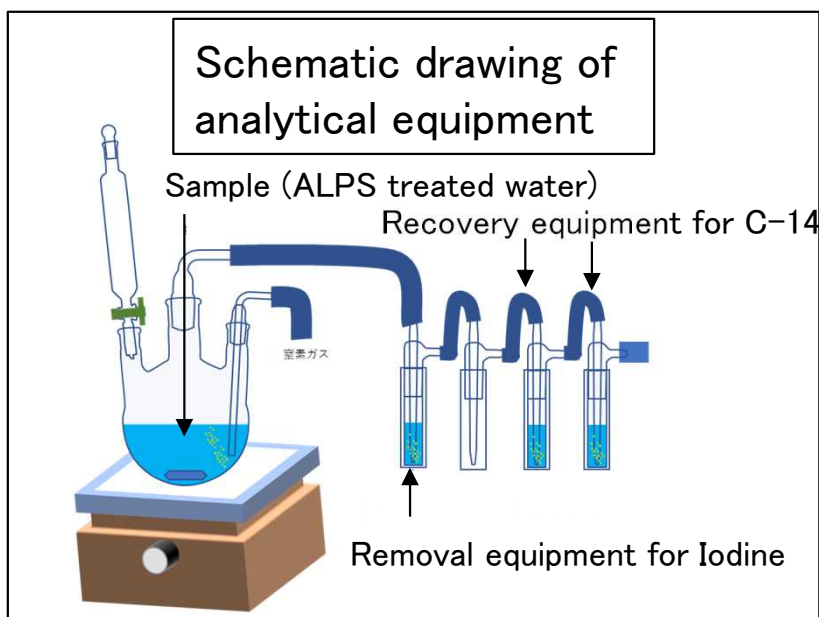 Schematic drawing of
analytical equipment
Sample (ALPS treated water)
Recovery equipment for C-14
窒素ガス
Removal equipment for Iodine